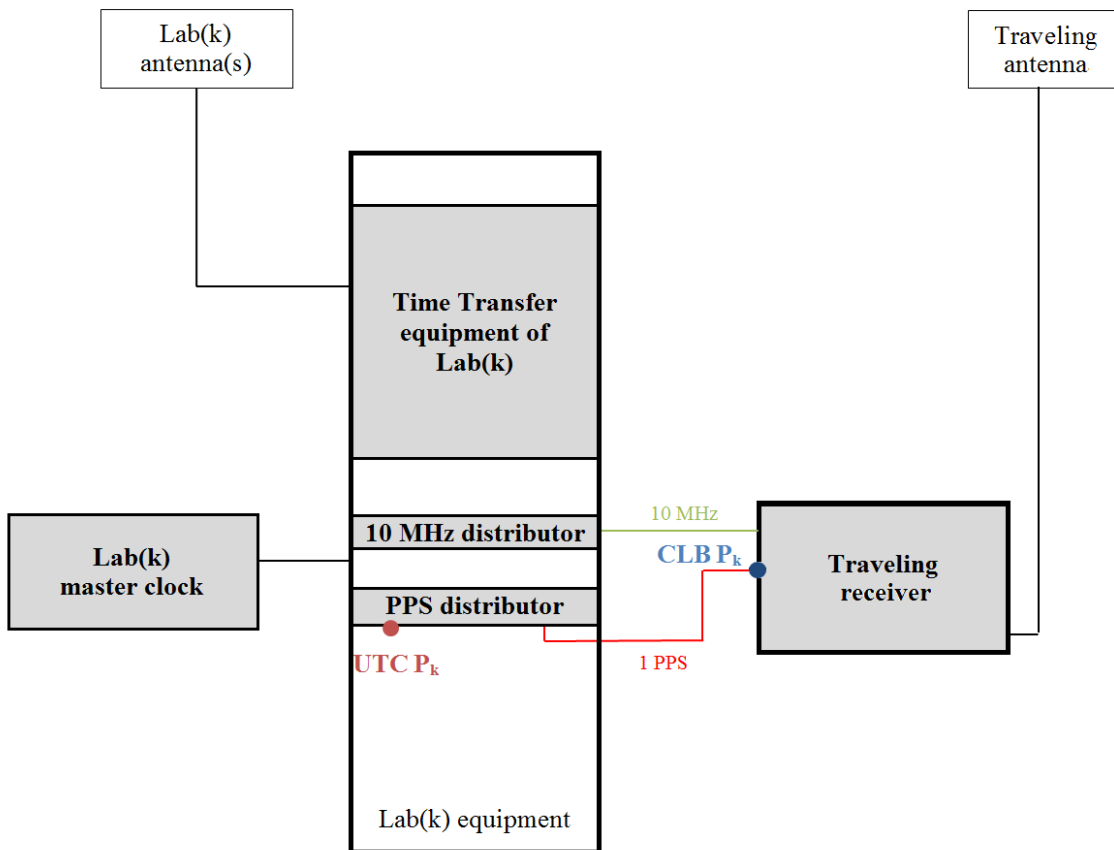 Lab(k)
antenna(s)
Traveling
antenna
Time Transfer
equipment of
Lab(k)
10 MHz
10 MHz distributor
CLB Pk
Lab(k)
master clock
Traveling
receiver
PPS distributor
UTC Pk
1 PPS
Lab(k) equipment